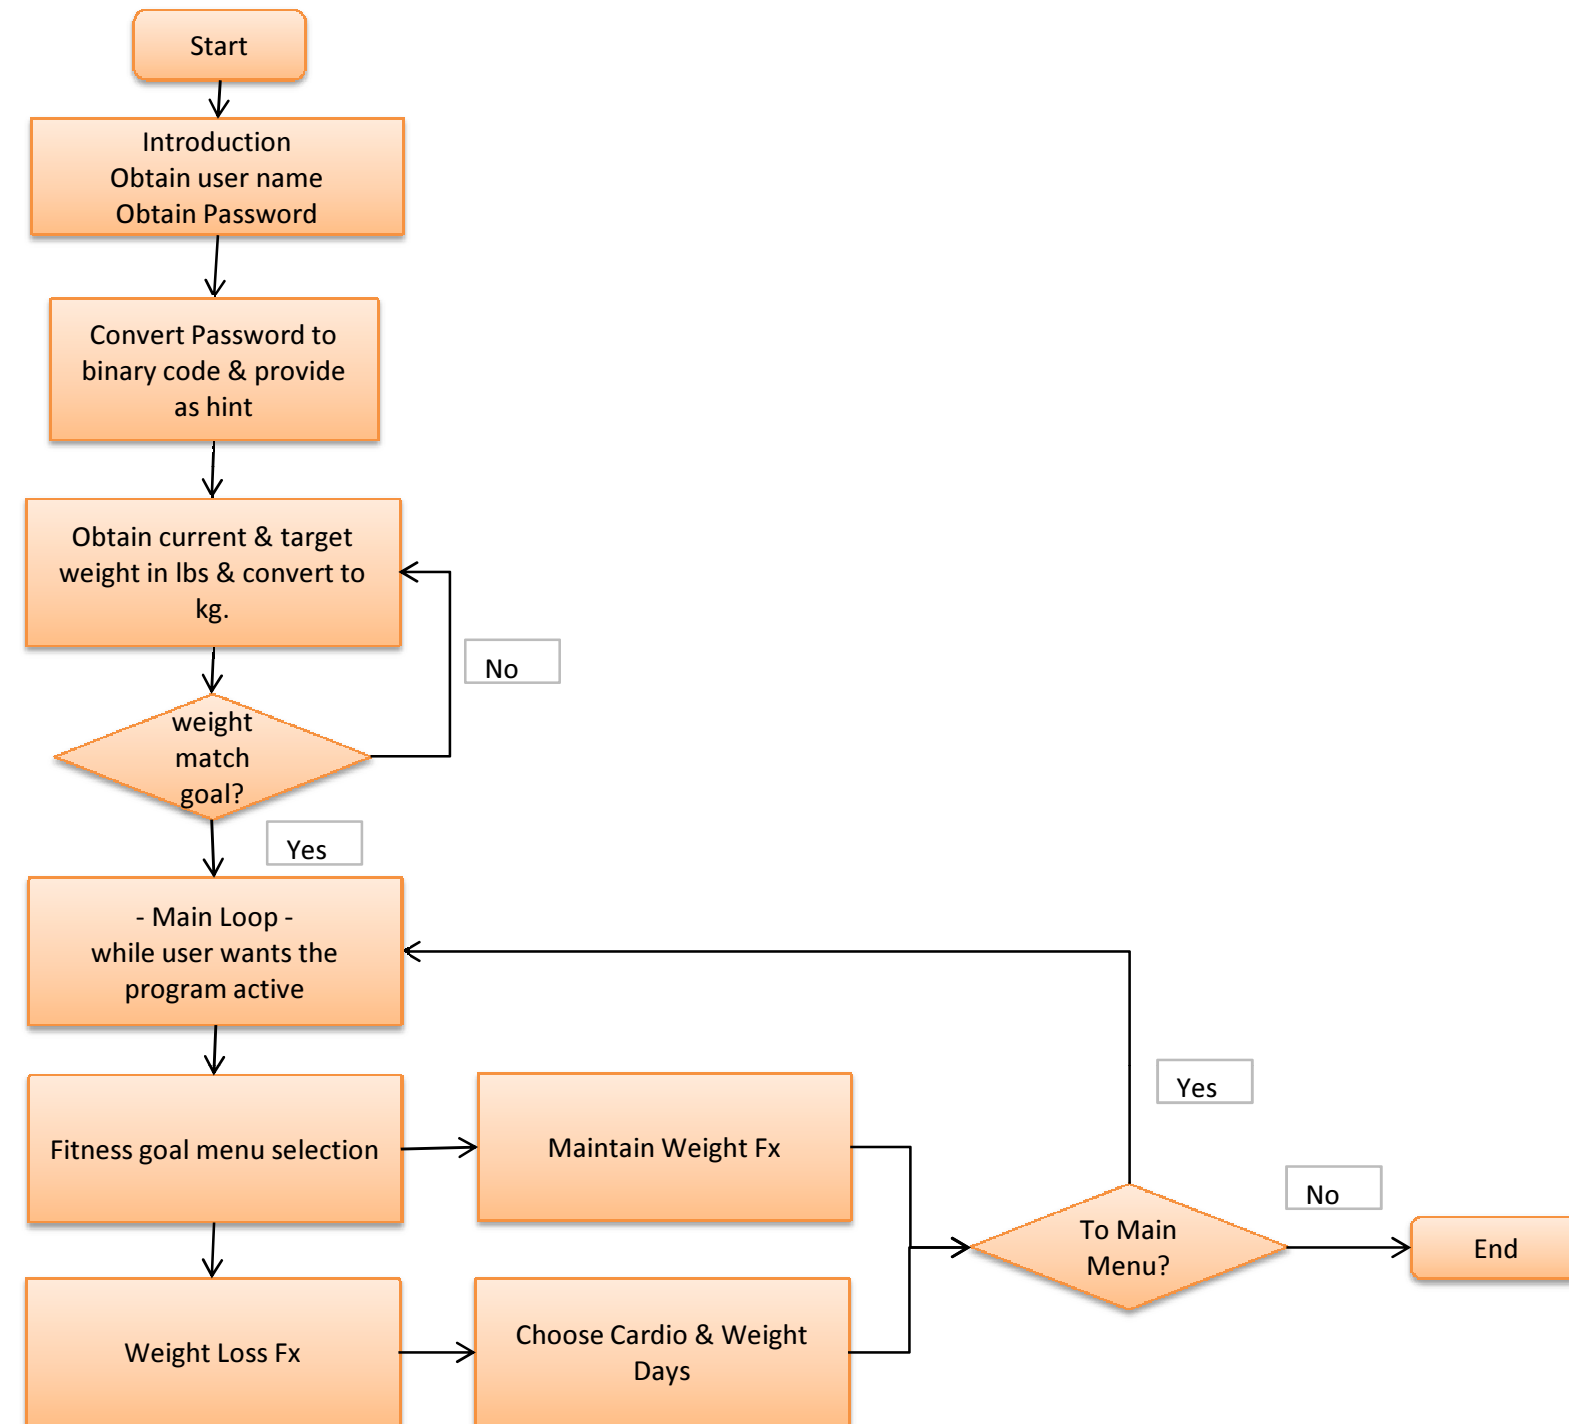 Start
Introduction
Obtain user name
Obtain Password
Convert Password to
binary code & provide
as hint
Obtain current & target
weight in lbs & convert to
kg.
No
weight
match
goal?
Yes
- Main Loop -
while user wants the
program active
Yes
Fitness goal menu selection
Maintain Weight Fx
No
To Main
Menu?
End
Weight Loss Fx
Choose Cardio & Weight
Days